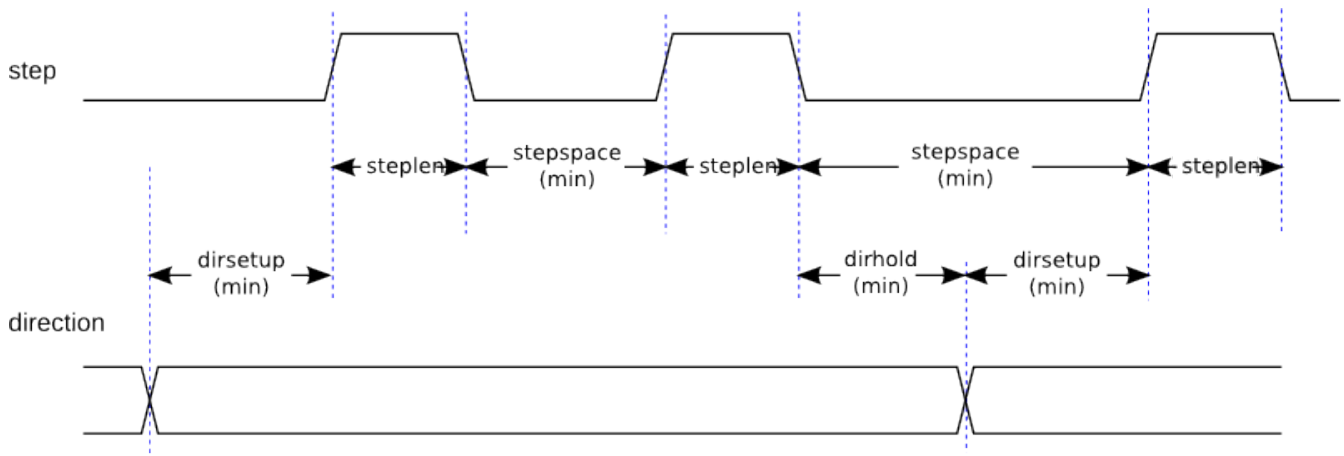 step
steplen
stepspace
(min)
steplen
stepspace
(min)
steplen
dirsetup
(min)
dirhold
(min)
dirsetup
(min)
direction